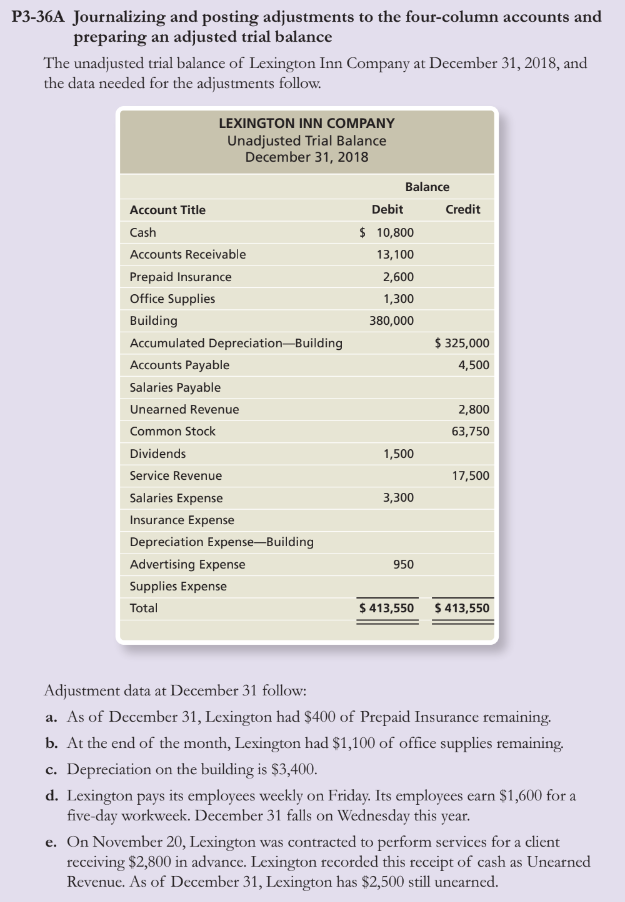 P3-36A Journalizing and posting adjustments to the four-column accounts and
preparing an adjusted trial balance
The unadjusted trial balance of Lexington Inn Company at December 31, 2018, and
the data needed for the adjustments follow.
LEXINGTON INN COMPANY
Unadjusted Trial Balance
December 31, 2018
Balance
Account Title Debit Credit
Cash $ 10,800
Accounts Receivable 13,100
Prepaid Insurance 2,600
Office Supplies 1,300
Building 380,000
Accumulated Depreciation—Building $ 325,000
Accounts Payable 4,500
Salaries Payable
Unearned Revenue 2,800
Common Stock 63,750
Dividends 1,500
Service Revenue 17,500
Salaries Expense 3,300
Insurance Expense
Depreciation Expense—Building
Advertising Expense 950
Supplies Expense
Total $ 413,550 $ 413,550
Adjustment data at December 31 follow:
a. As of December 31, Lexington had $400 of Prepaid Insurance remaining.
b. At the end of the month, Lexington had $1,100 of office supplies remaining.
c. Depreciation on the building is $3,400.
d. Lexington pays its employees weekly on Friday. Its employees earn $1,600 for a
five-day workweek. December 31 falls on Wednesday this year.
e. On November 20, Lexington was contracted to perform services for a client
receiving $2,800 in advance. Lexington recorded this receipt of cash as Unearned
Revenue. As of December 31, Lexington has $2,500 still unearned.